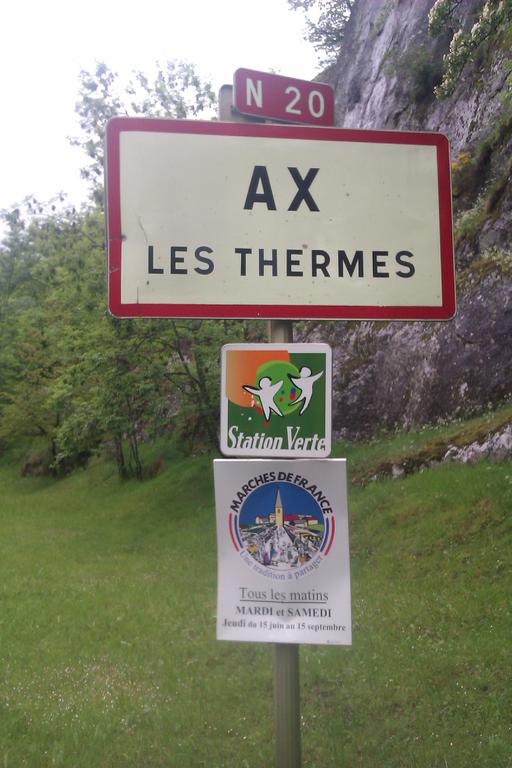 N 20
AX
LES THERMES
Station Verte
MARCHES DE FRANCE
Une tradition à partager
Tous les matins
MARDI et SAMEDI
Jeudi du 15 juin au 15 septembre